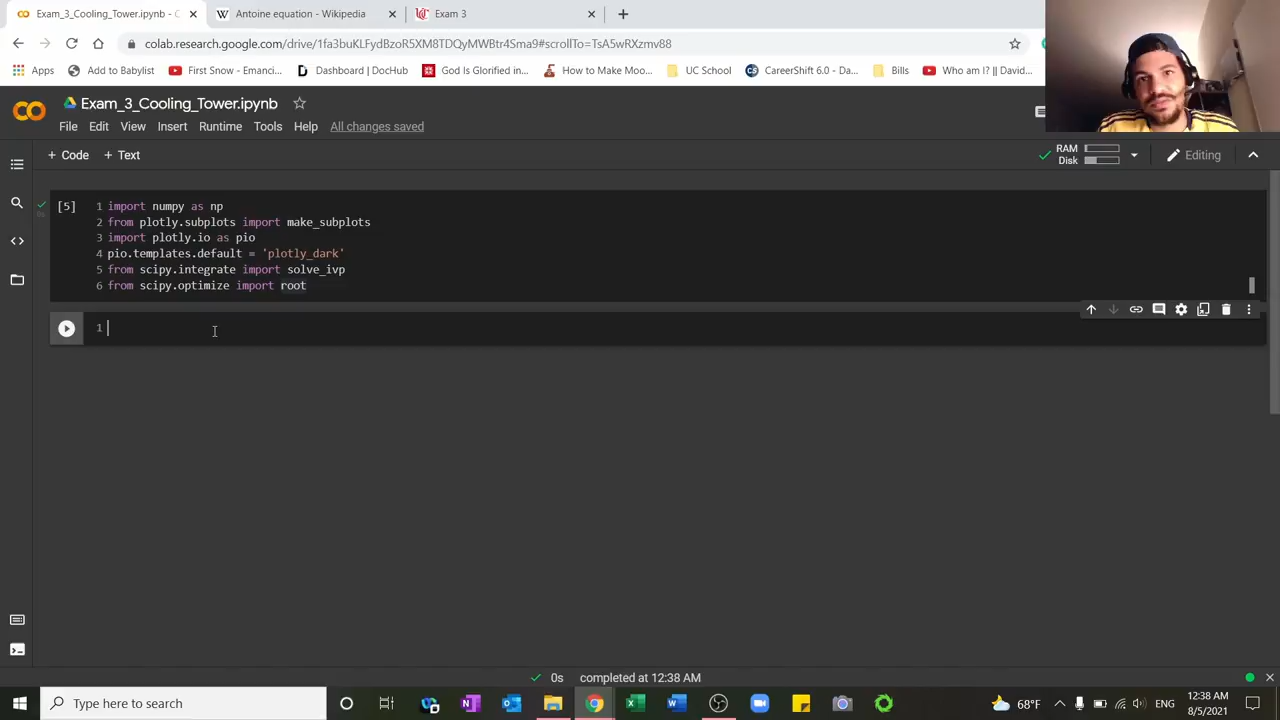 Exam_3_Cooling_Tower.ipynb - C
Antoine equation - Wikipedia
Exam 3
colab.research.google.com/drive/1fa3buKLFydBzoR5XM8TDQyMWBtr4Sma9#scrollTo=TsA5wRXzmv88
Apps
Add to Babylist
First Snow - Emanci...
Dashboard | DocHub
God Is Glorified in...
How to Make Moo...
UC School
CareerShift 6.0 - Da...
Bills
Who am I? || David...
Exam_3_Cooling_Tower.ipynb
File Edit View Insert Runtime Tools Help All changes saved
+ Code + Text
RAM
Disk
Editing
[5]
1 import numpy as np
2 from plotly.subplots import make_subplots
3 import plotly.io as pio
4 pio.templates.default = 'plotly_dark'
5 from scipy.integrate import solve_ivp
6 from scipy.optimize import root
1
0s completed at 12:38 AM
Type here to search
68°F
ENG
12:38 AM
8/5/2021